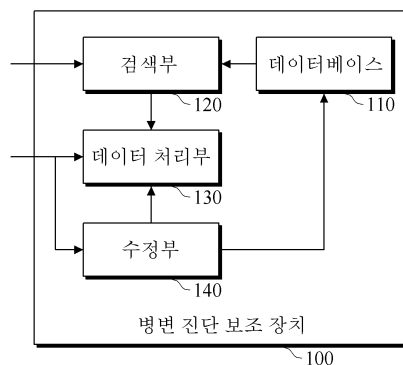 검색부
데이터베이스
120
110
데이터 처리부
130
수정부
140
병변 진단 보조 장치
100